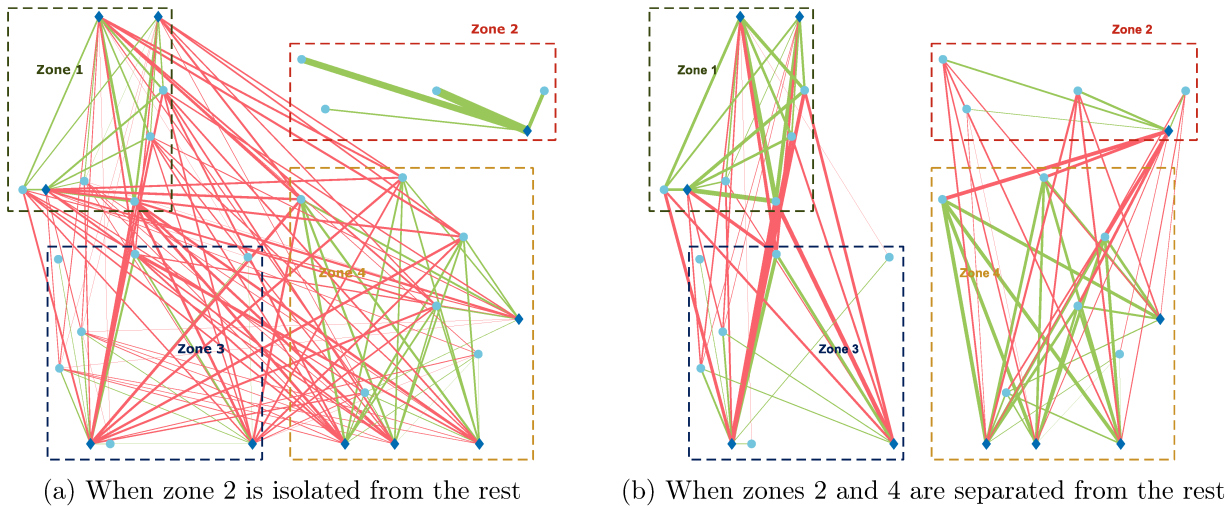 Zone 2
Zone 1
Zone 4
Zone 3
Zone 2
Zone 1
Zone 4
Zone 3
(a) When zone 2 is isolated from the rest
(b) When zones 2 and 4 are separated from the rest